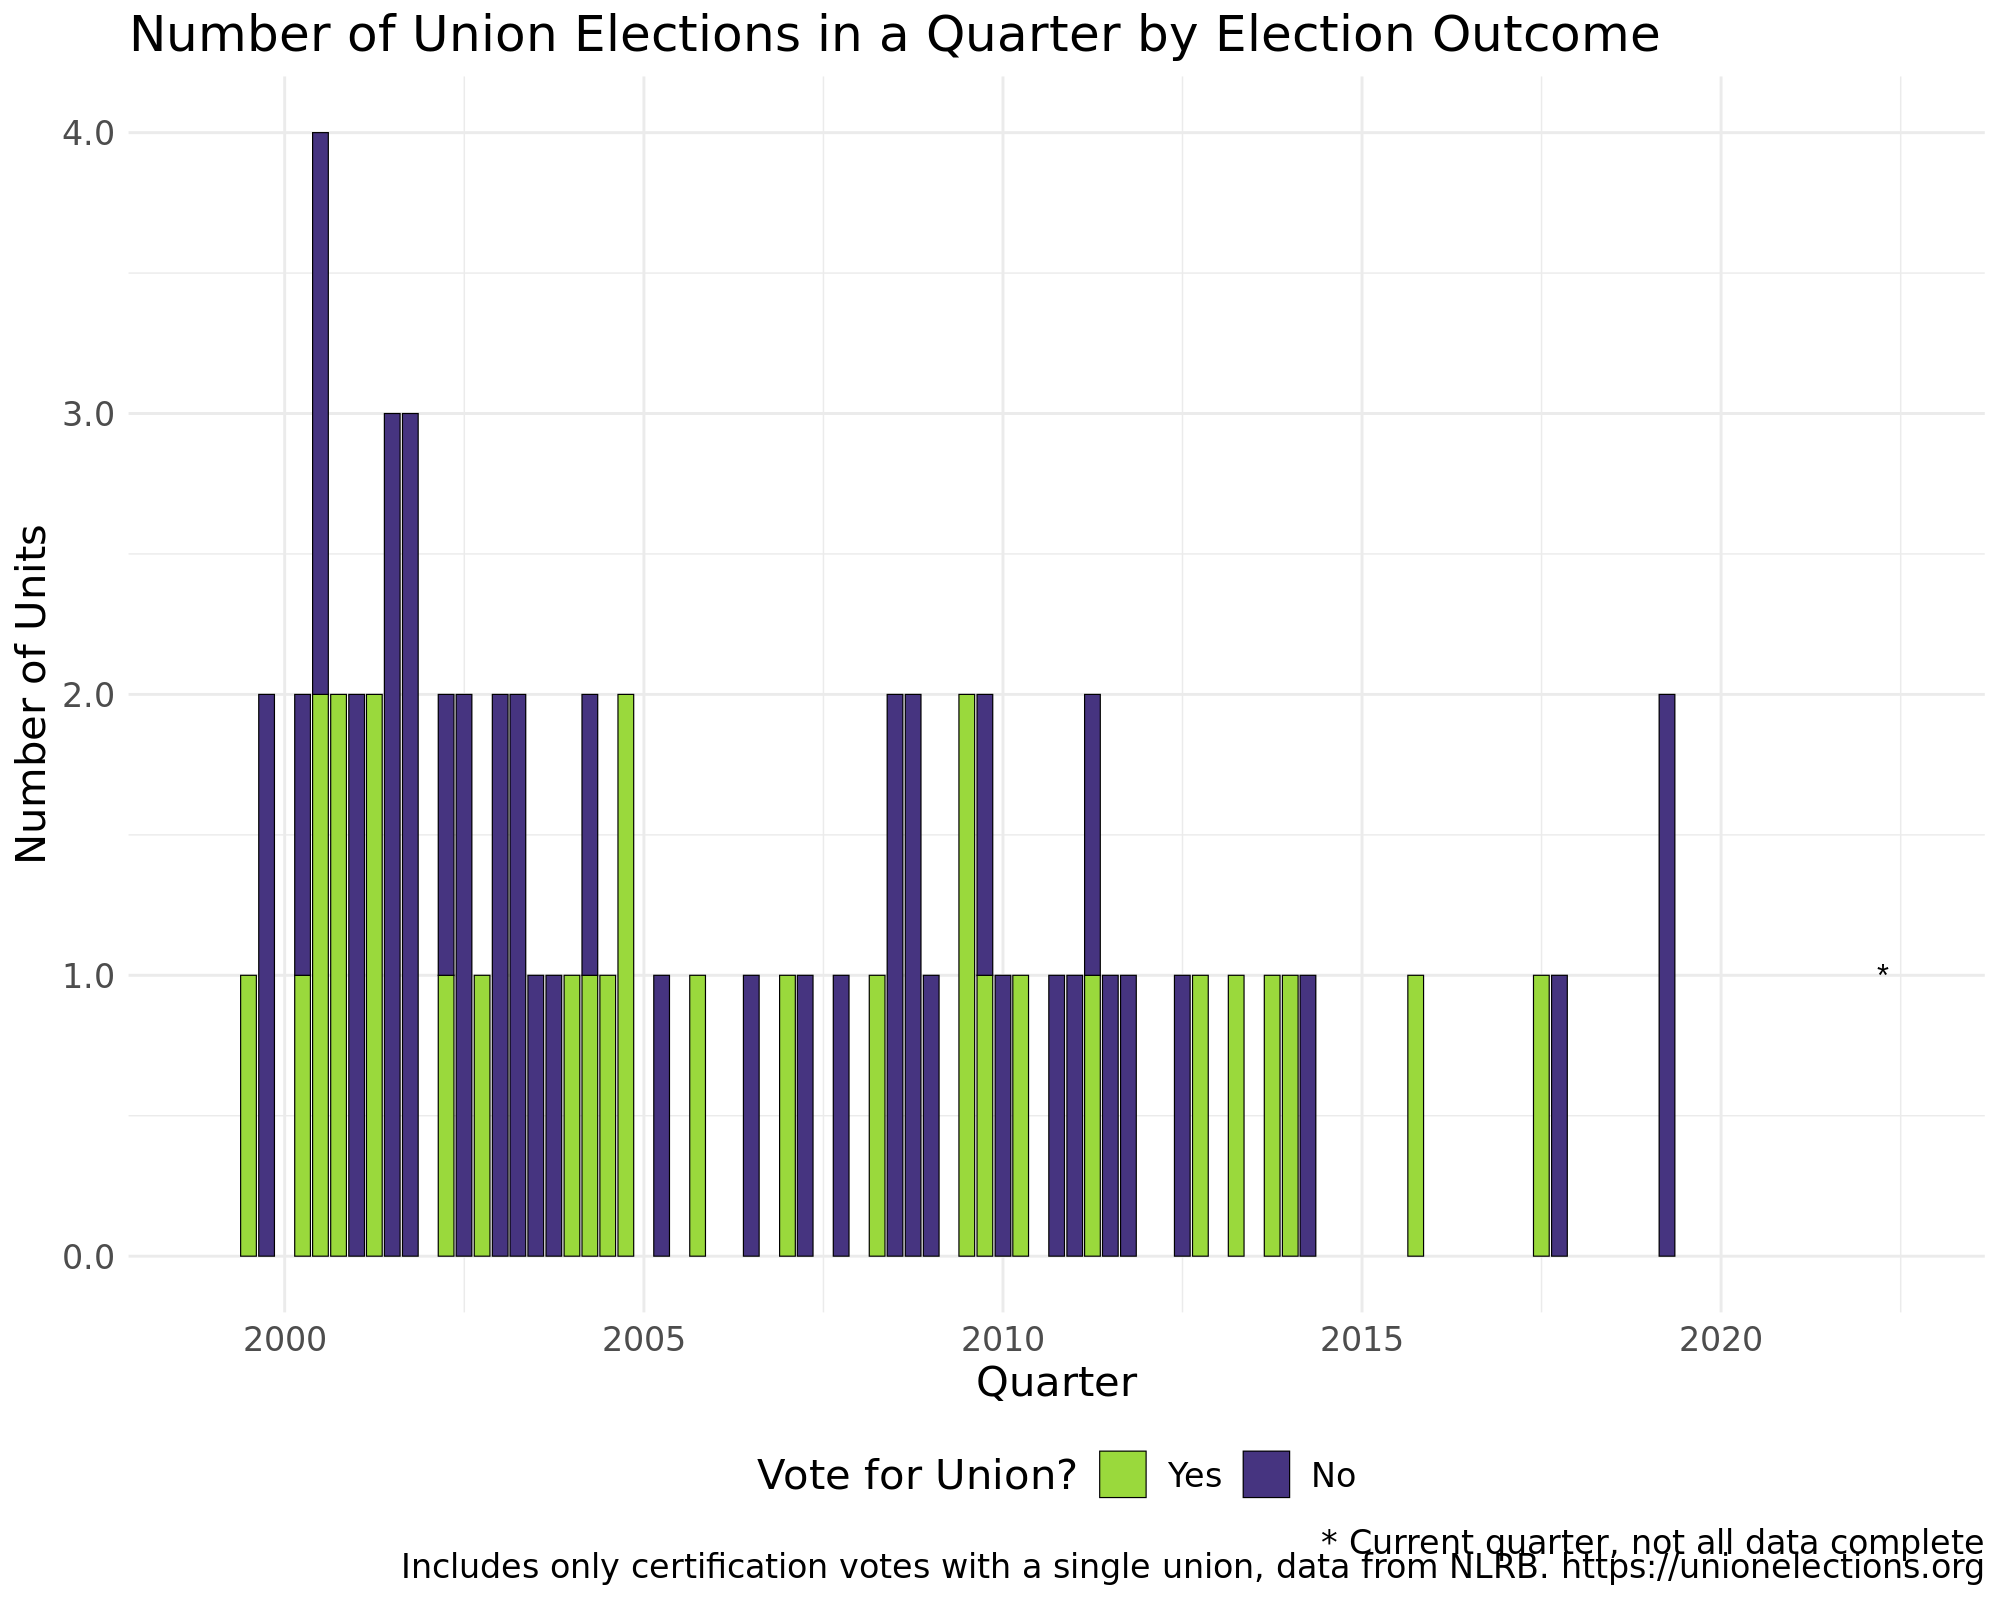 Number of Union Elections in a Quarter by Election Outcome
4.0
3.0
2.0
1.0
0.0
Number of Units
*
2000 2005 2010 2015 2020
Quarter
Vote for Union? Yes No
* Current quarter, not all data complete
Includes only certification votes with a single union, data from NLRB. https://unionelections.org